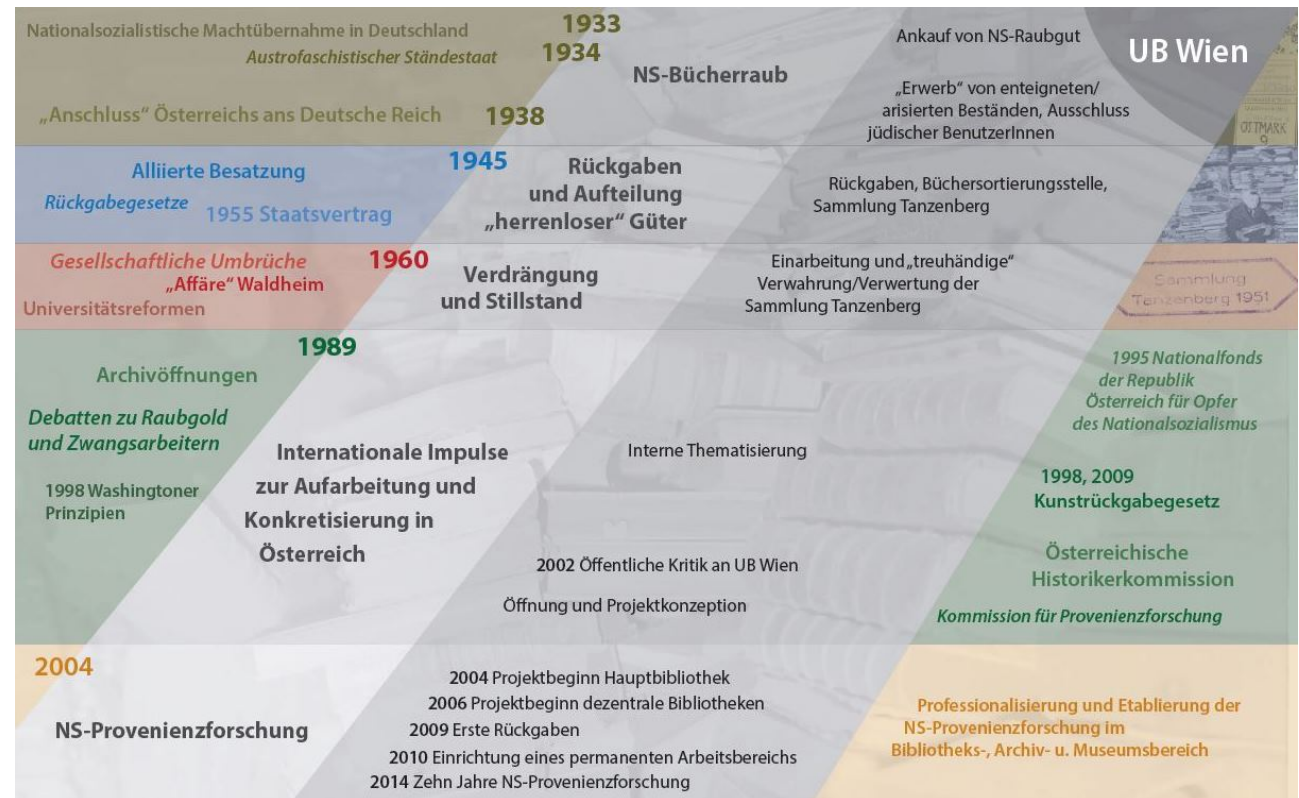 Nationalsozialistische Machtübernahme in Deutschland
1933
Austrofaschistischer Ständestaat
1934
„Anschluss“ Österreichs ans Deutsche Reich
1938
NS-Bücherraub
Ankauf von NS-Raubgut
„Erwerb“ von enteigneten/
arisierten Beständen, Ausschluss
jüdischer BenutzerInnen
UB Wien
OSTMARK
1945
Alliierte Besatzung
Rückgabegesetze
1955 Staatsvertrag
Rückgaben
und Aufteilung
„herrenloser“ Güter
Rückgaben, Büchersortierungsstelle,
Sammlung Tanzenberg
1960
Gesellschaftliche Umbrüche
„Affäre“ Waldheim
Universitätsreformen
Verdrängung
und Stillstand
Einarbeitung und „treuhändige“
Verwahrung/Verwertung der
Sammlung Tanzenberg
Sammlung
Tanzenberg 1951
1989
Archivöffnungen
Debatten zu Raubgold
und Zwangsarbeitern
1998 Washingtoner
Prinzipien
Internationale Impulse
zur Aufarbeitung und
Konkretisierung in
Österreich
Interne Thematisierung
2002 Öffentliche Kritik an UB Wien
Öffnung und Projektkonzeption
1995 Nationalfonds
der Republik
Österreich für Opfer
des Nationalsozialismus
1998, 2009
Kunstrückgabegesetz
Österreichische
Historikerkommission
Kommission für Provenienzforschung
2004
NS-Provenienzforschung
2004 Projektbeginn Hauptbibliothek
2006 Projektbeginn dezentrale Bibliotheken
2009 Erste Rückgaben
2010 Einrichtung eines permanenten Arbeitsbereichs
2014 Zehn Jahre NS-Provenienzforschung
Professionalisierung und Etablierung der
NS-Provenienzforschung im
Bibliotheks-, Archiv- u. Museumsbereich